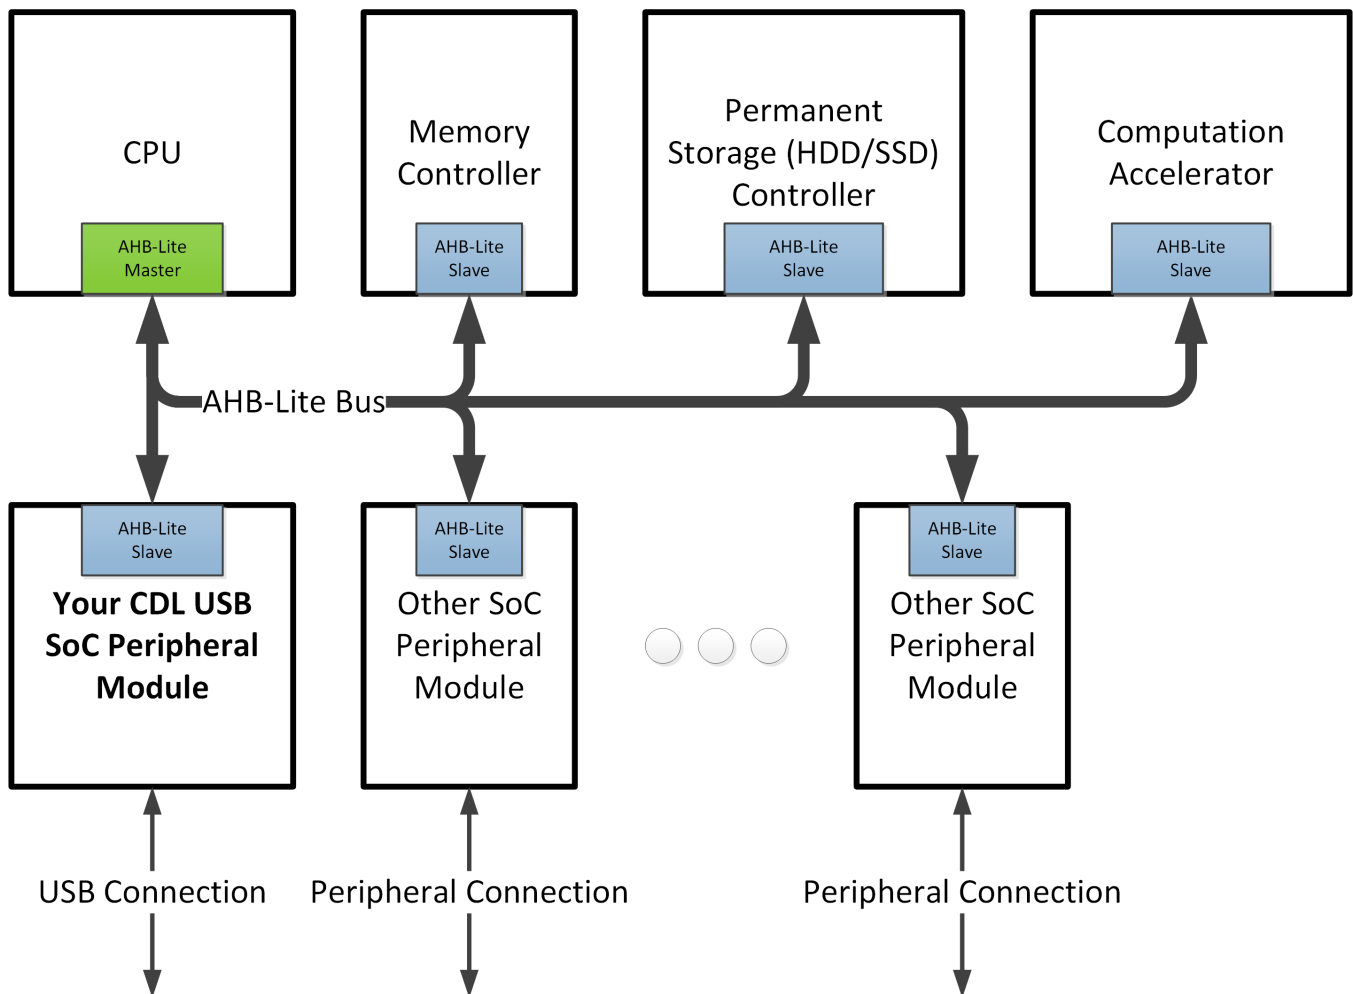 CPU
AHB-Lite
Master
Memory
Controller
AHB-Lite
Slave
Permanent
Storage (HDD/SSD)
Controller
AHB-Lite
Slave
Computation
Accelerator
AHB-Lite
Slave
AHB-Lite Bus
AHB-Lite
Slave
Your CDL USB
SoC Peripheral
Module
AHB-Lite
Slave
Other SoC
Peripheral
Module
AHB-Lite
Slave
Other SoC
Peripheral
Module
USB Connection
Peripheral Connection
Peripheral Connection